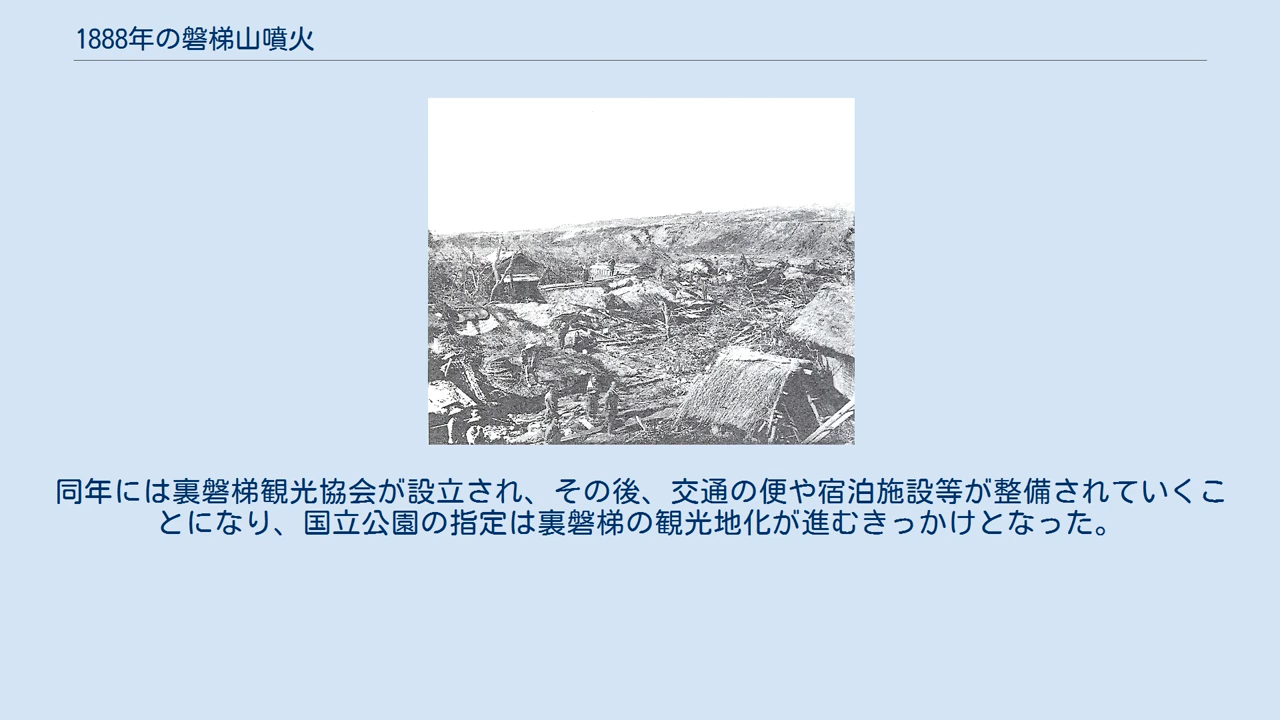 1888年の磐梯山噴火
同年には裏磐梯観光協会が設立され、その後、交通の便や宿泊施設等が整備されていくこ
とになり、国立公園の指定は裏磐梯の観光地化が進むきっかけとなった。